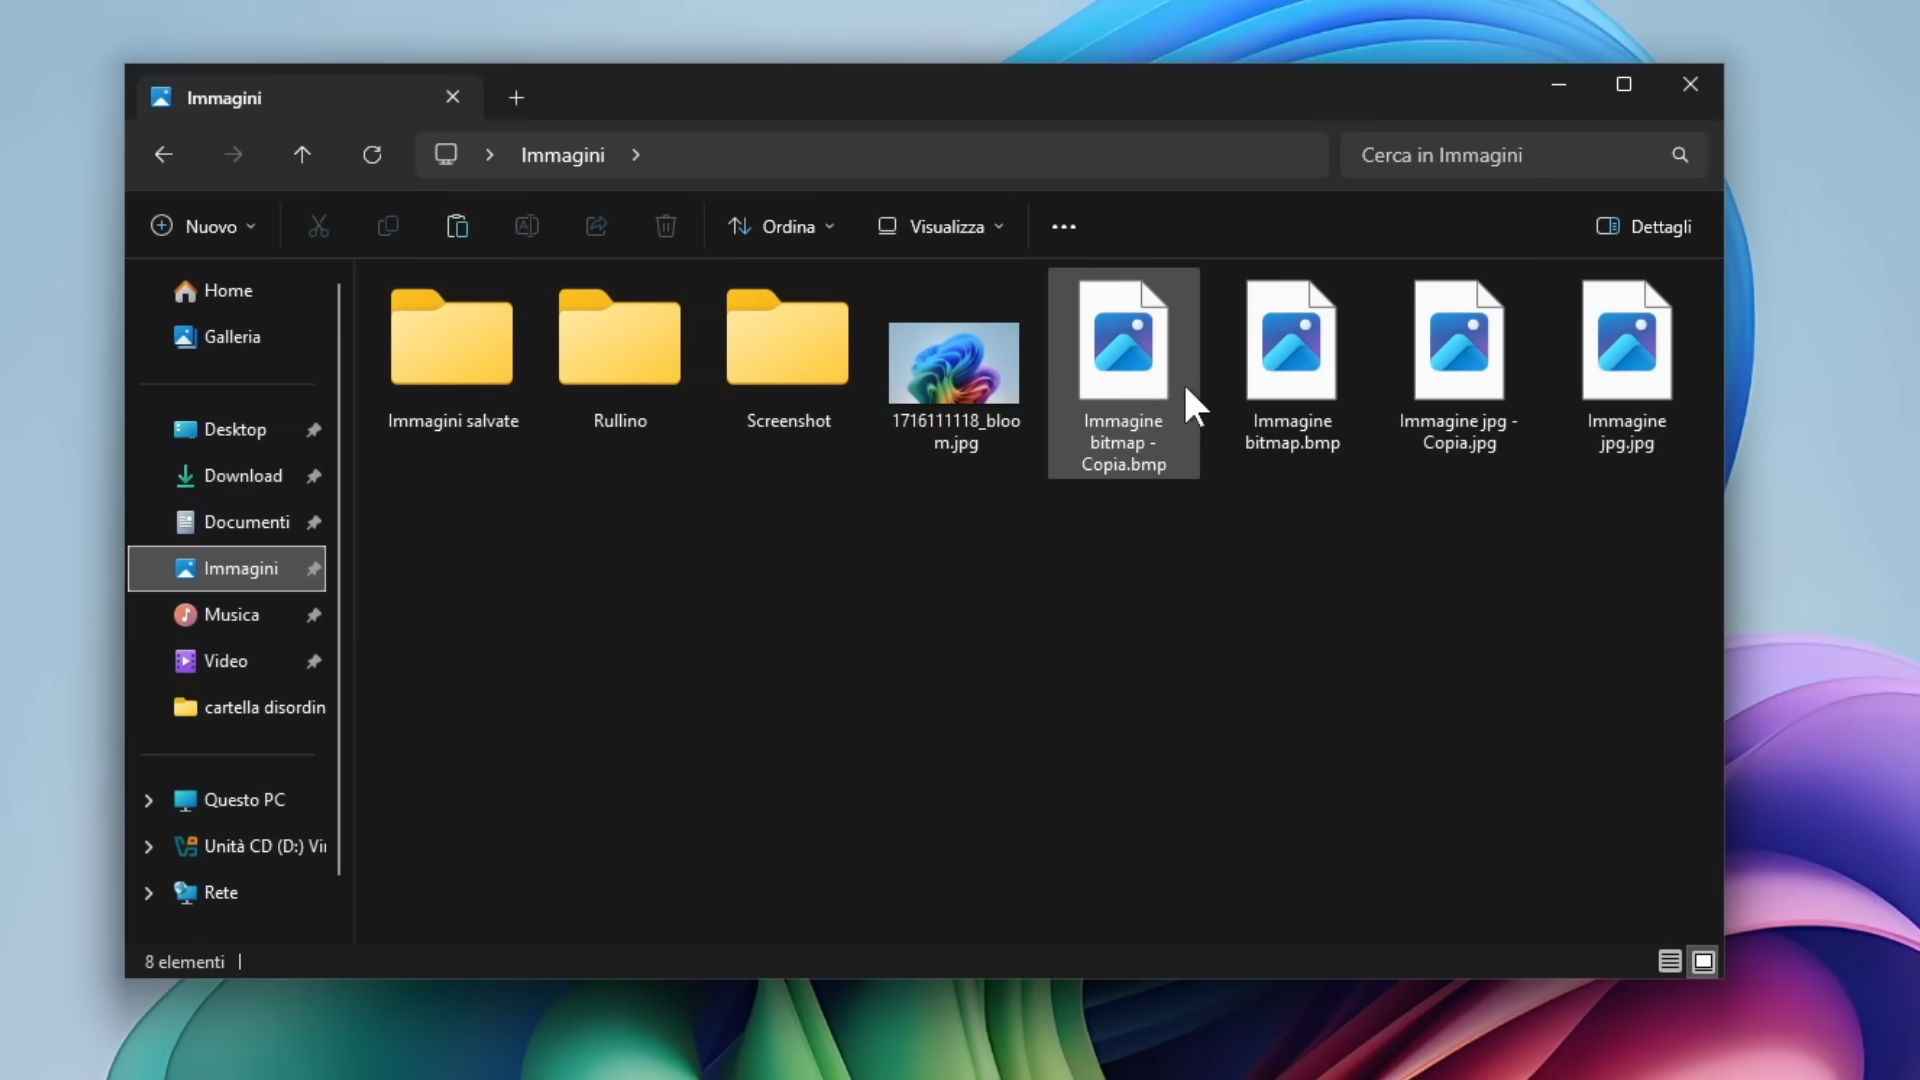 Immagini
Immagini
Cerca in Immagini
Nuovo
Ordina
Visualizza
Dettagli
Home
Galleria
Desktop
Download
Documenti
Immagini
Musica
Video
cartella disordin
Questo PC
Unità CD (D:) Vi
Rete
Immagini salvate
Rullino
Screenshot
1716111118_bloo
m.jpg
Immagine
bitmap -
Copia.bmp
Immagine
bitmap.bmp
Immagine jpg -
Copia.jpg
Immagine
jpg.jpg
8 elementi